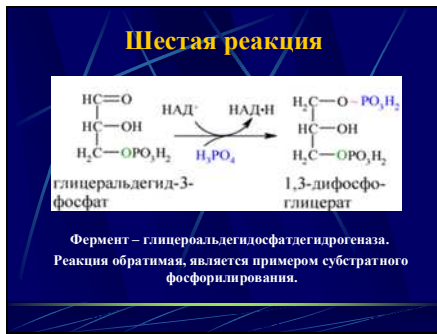 Шестая реакция
HC=O
HC—OH
H₂C—OPO₃H₂
глицеральдегид-3-
фосфат
НАД⁺
НАД•Н
H₃PO₄
H₂C—O ~ PO₃H₂
HC—OH
H₂C—OPO₃H₂
1,3-дифосфо-
глицерат
Фермент – глицероальдегидосфатдегидрогеназа.
Реакция обратимая, является примером субстратного
фосфорилирования.